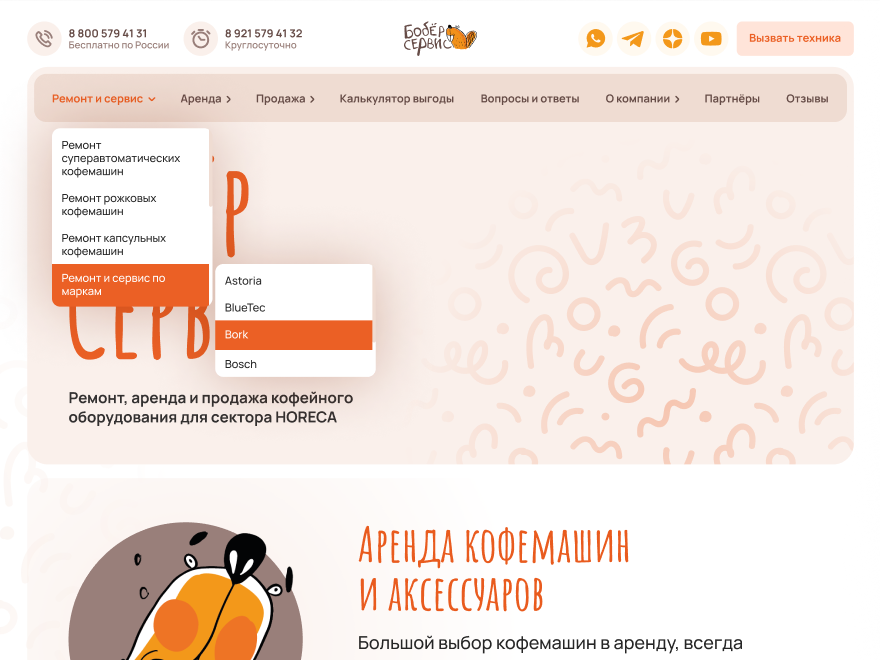 8 800 579 41 31
Бесплатно по России
8 921 579 41 32
Круглосуточно
Бобёр
сервис
Вызвать техника
Ремонт и сервис
Аренда
Продажа
Калькулятор выгоды
Вопросы и ответы
О компании
Партнёры
Отзывы
Ремонт
суперавтоматических
кофемашин
Ремонт рожковых
кофемашин
Ремонт капсульных
кофемашин
Ремонт и сервис по
маркам
Astoria
BlueTec
Bork
Bosch
Ремонт, аренда и продажа кофейного
оборудования для сектора HORECA
Аренда кофемашин
и аксессуаров
Большой выбор кофемашин в аренду, всегда